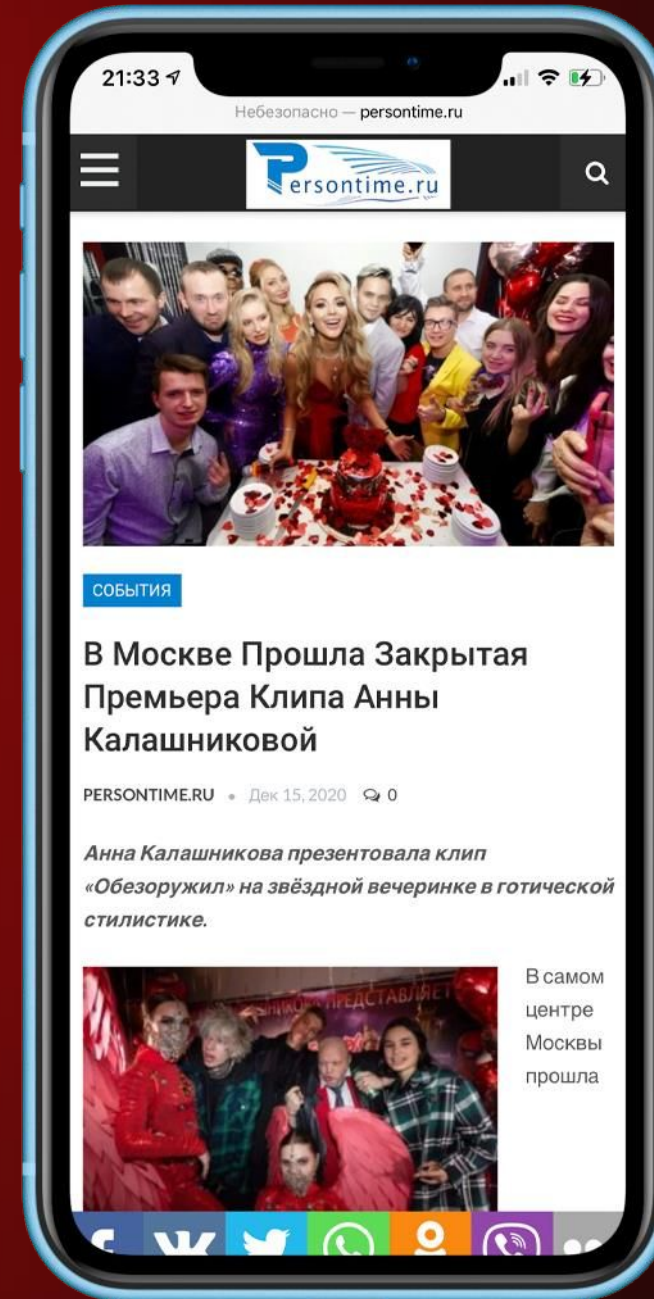 21:33
Небезопасно — persontime.ru
Persontime.ru
СОБЫТИЯ
В Москве Прошла Закрытая
Премьера Клипа Анны
Калашниковой
PERSONTIME.RU • Дек 15, 2020 0
Анна Калашникова презентовала клип
«Обезоружил» на звёздной вечеринке в готической
стилистике.
ПРЕДСТАВЛЯЕТ
В самом
центре
Москвы
прошла